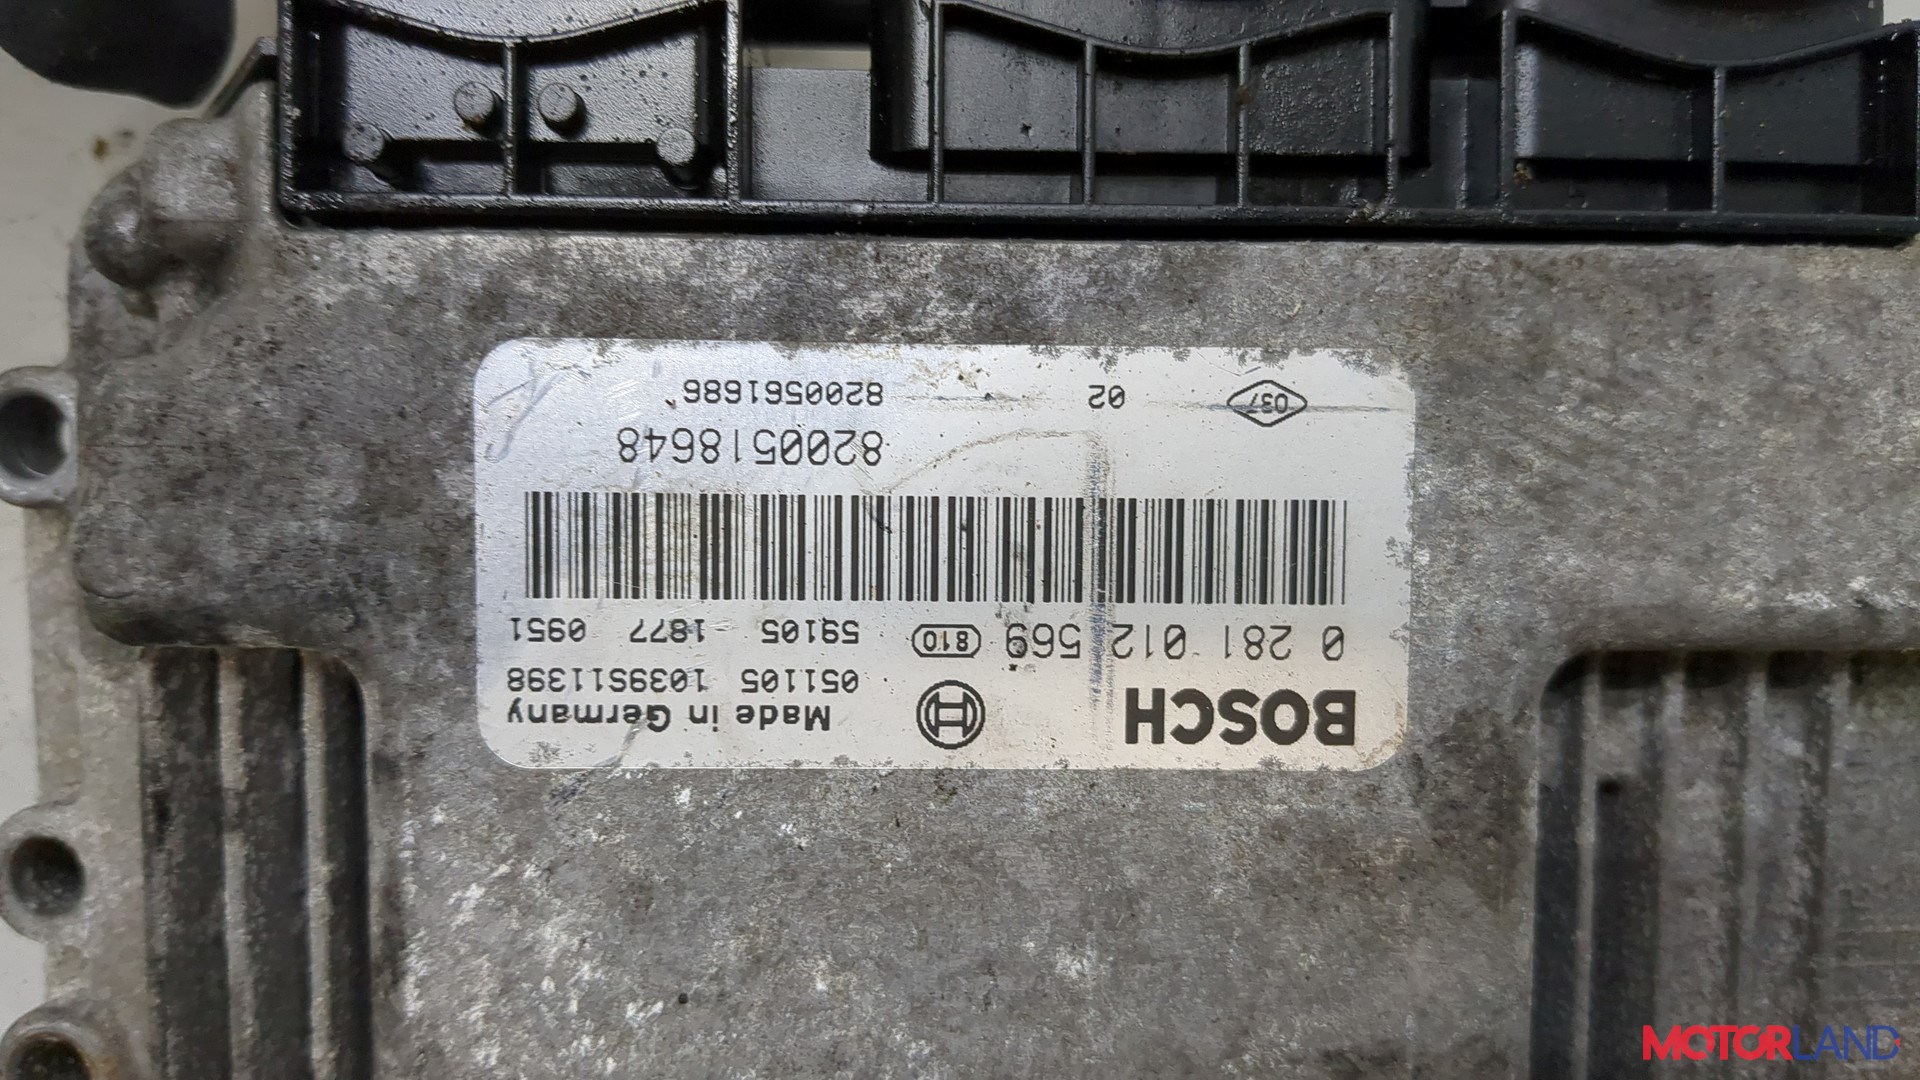 BOSCH
Made in Germany
051105 1039S11398
0 281 012 569 810 59105 1877 0951
8200518648
037 02 8200561686
MOTORLAND